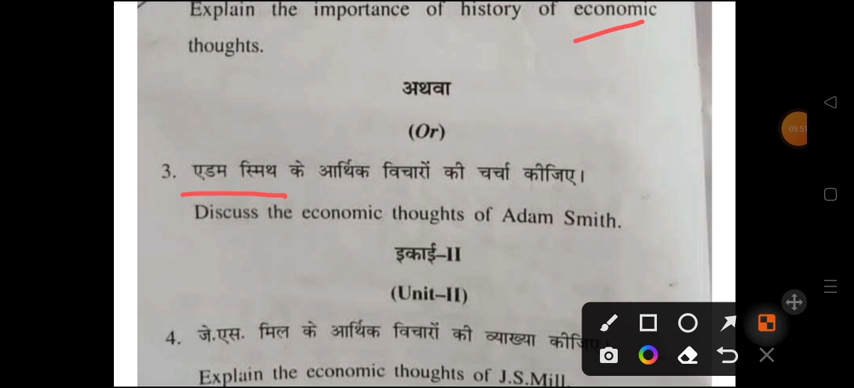 Explain the importance of history of economic
thoughts.
अथवा
(Or)
3. एडम स्मिथ के आर्थिक विचारों की चर्चा कीजिए।
Discuss the economic thoughts of Adam Smith.
इकाई–II
(Unit–II)
4. जे.एस. मिल के आर्थिक विचारों की व्याख्या
Explain the economic thoughts of J.S.Mill.